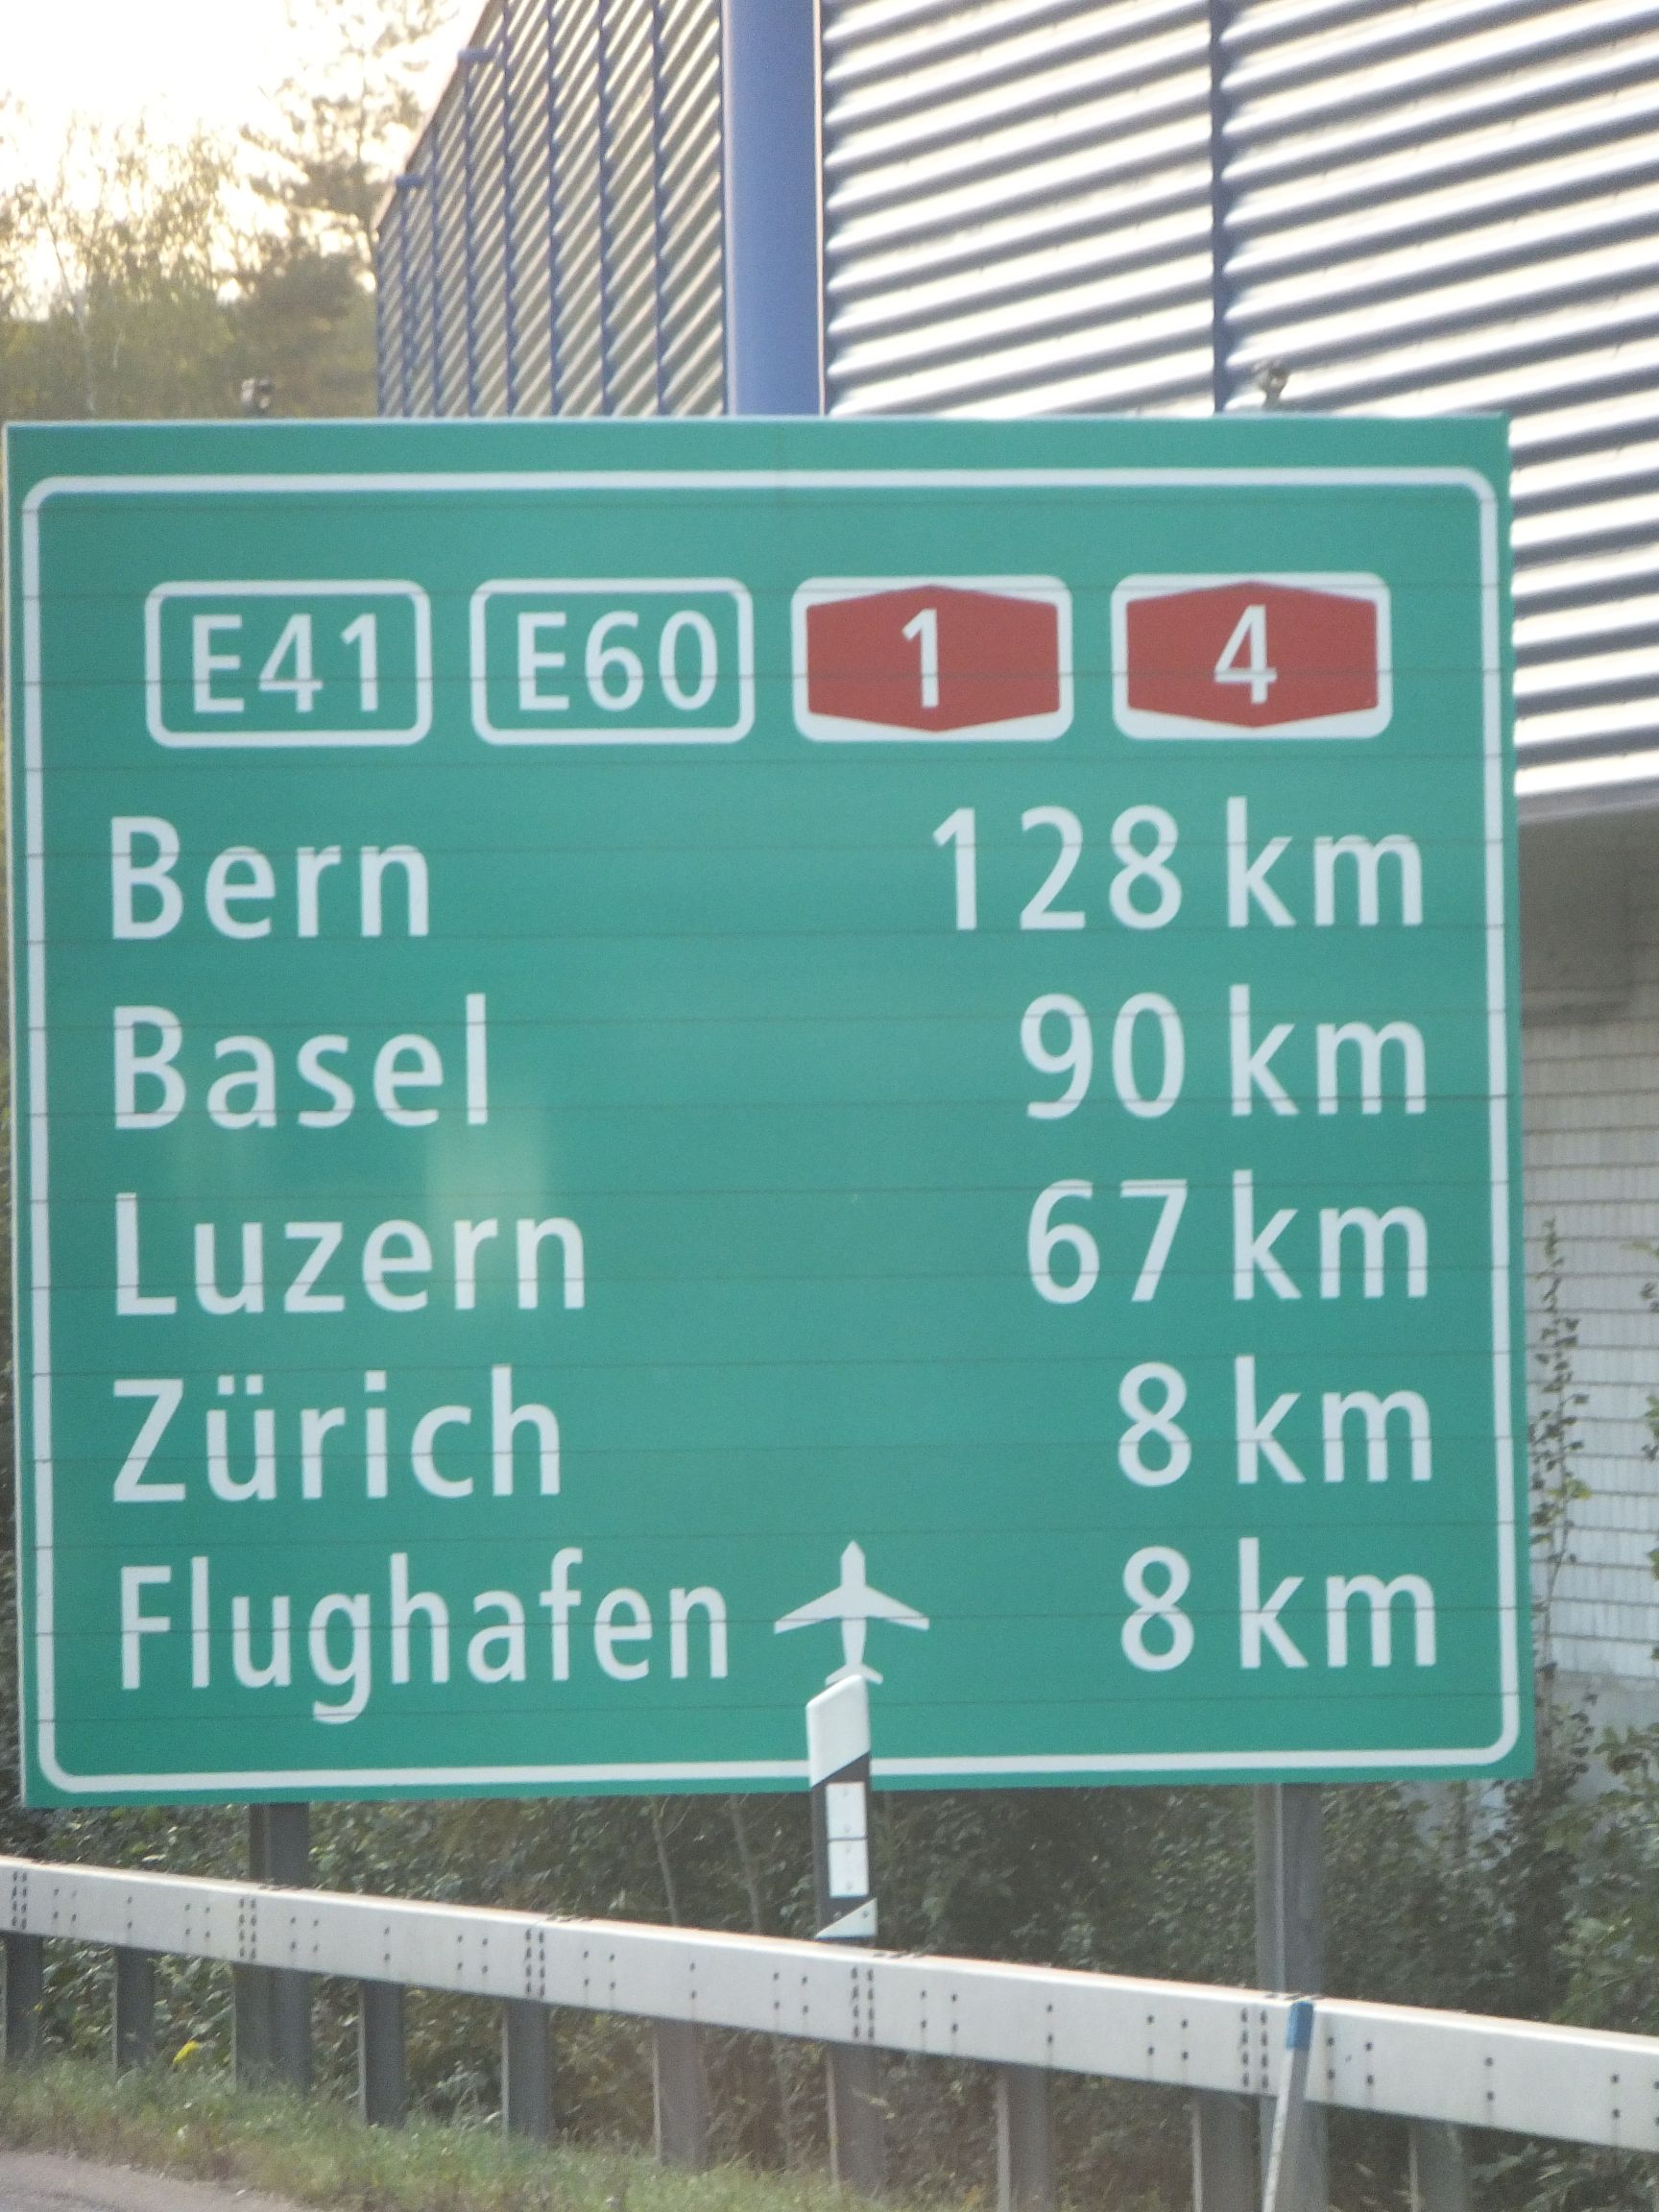 E41 E60 1 4
Bern 128 km
Basel 90 km
Luzern 67 km
Zürich 8 km
Flughafen 8 km